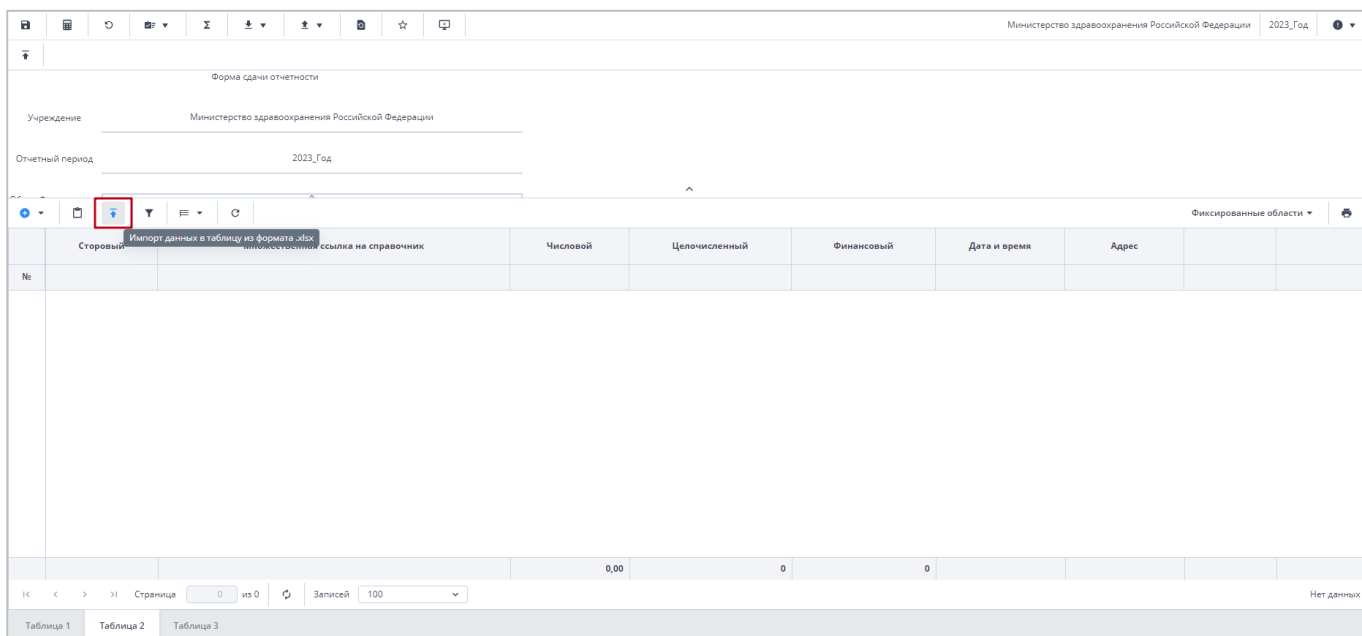 Министерство здравоохранения Российской Федерации 2023_Год
Форма сдачи отчетности
Учреждение Министерство здравоохранения Российской Федерации
Отчетный период 2023_Год
Фиксированные области
Импорт данных в таблицу из формата .xlsx
Сторовый ссылка на справочник Числовой Целочисленный Финансовый Дата и время Адрес
№
0,00 0 0
Страница 0 из 0 Записей 100 Нет данных
Таблица 1 Таблица 2 Таблица 3